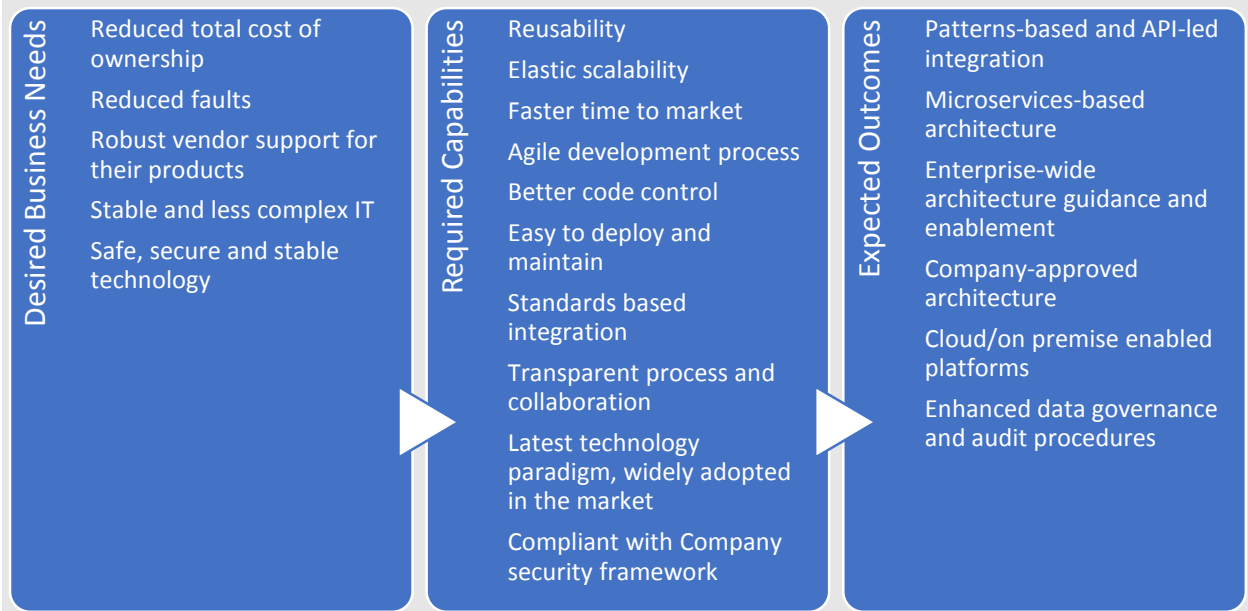 Desired Business Needs
Reduced total cost of
ownership
Reduced faults
Robust vendor support for
their products
Stable and less complex IT
Safe, secure and stable
technology
Required Capabilities
Reusability
Elastic scalability
Faster time to market
Agile development process
Better code control
Easy to deploy and
maintain
Standards based
integration
Transparent process and
collaboration
Latest technology
paradigm, widely adopted
in the market
Compliant with Company
security framework
Expected Outcomes
Patterns-based and API-led
integration
Microservices-based
architecture
Enterprise-wide
architecture guidance and
enablement
Company-approved
architecture
Cloud/on premise enabled
platforms
Enhanced data governance
and audit procedures